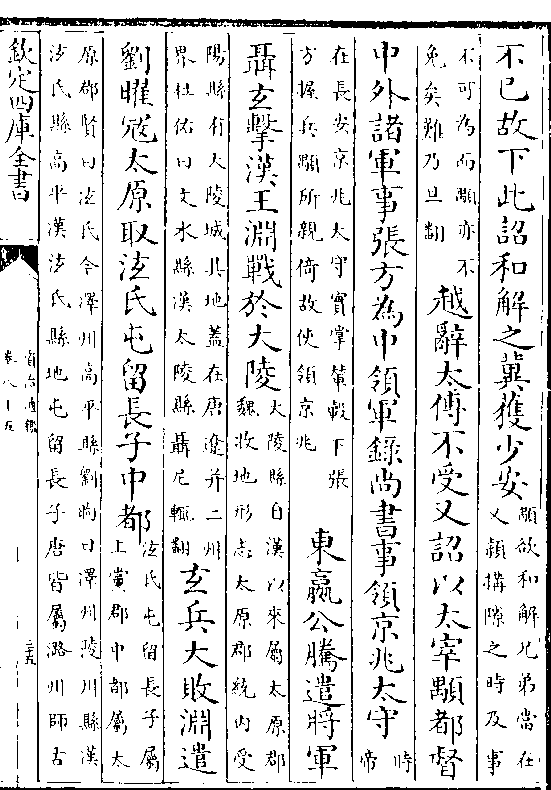 不已故下此詔和解之冀獲少安
顒欲和解兄弟當在
乂穎搆隙之時及事
不可為而顒亦不
免矣難乃旦翻
越辭太傅不受又詔以太宰顒都督
中外諸軍事張方為中領軍錄尚書事領京兆太守
時
帝
在長安京兆太守實掌輦轂下張
方握兵顒所親倚故使領京兆
東嬴公騰遣將軍
聶玄擊漢王淵戰於大陵
大陵縣自漢以來屬太原郡
魏收地形志太原郡統内受
陽縣有大陵城其地蓋在唐遼并二州
界杜佑曰文水縣漢大陵縣聶尼輒翻
玄兵大敗淵遣
劉曜冦太原取泫氏屯留長子中都
泫氏屯留長子屬
上黨郡中都屬太
原郡賢曰泫氏今澤州高平縣劉昫曰澤州陵川縣漢
泫氏縣高平漢泫氏縣地屯留長子唐皆屬潞州師古
欽定四庫全書
資治通鑑
卷八十五